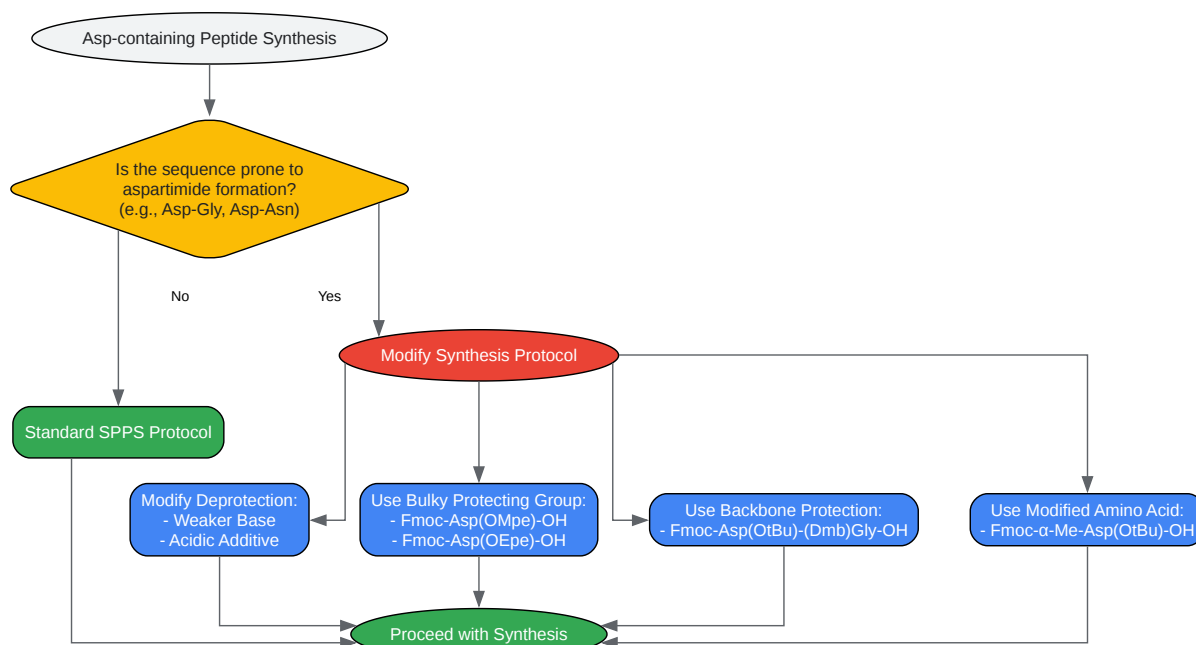 Asp-containing Peptide Synthesis
Is the sequence prone to
aspartimide formation?
(e.g., Asp-Gly, Asp-Asn)
No
Yes
Modify Synthesis Protocol
Standard SPPS Protocol
Modify Deprotection:
- Weaker Base
- Acidic Additive
Use Bulky Protecting Group:
- Fmoc-Asp(OMpe)-OH
- Fmoc-Asp(OEpe)-OH
Use Backbone Protection:
- Fmoc-Asp(OtBu)-(Dmb)Gly-OH
Use Modified Amino Acid:
- Fmoc-α-Me-Asp(OtBu)-OH
Proceed with Synthesis